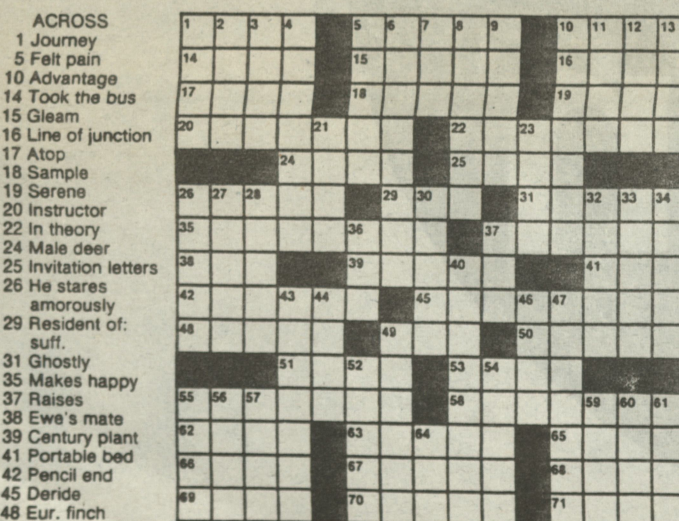 ACROSS
1 Journey
5 Felt pain
10 Advantage
14 Took the bus
15 Gleam
16 Line of junction
17 Atop
18 Sample
19 Serene
20 Instructor
22 In theory
24 Male deer
25 Invitation letters
26 He stares
amorously
29 Resident of:
suff.
31 Ghostly
35 Makes happy
37 Raises
38 Ewe's mate
39 Century plant
41 Portable bed
42 Pencil end
45 Deride
48 Eur. finch
1 2 3 4 5 6 7 8 9 10 11 12 13
14 15 16
17 18 19
20 21 22 23
24 25
26 27 28 29 30 31 32 33 34
35 36 37
38 39 40 41
42 43 44 45 46 47
48 49 50
51 52 53 54
55 56 57 58 59 60 61
62 63 64 65
66 67 68
69 70 71